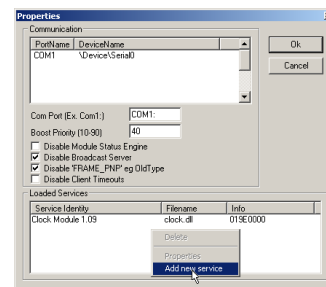 Properties
Communication
PortName DeviceName
COM1 \Device\Serial0
Ok
Cancel
Com Port (Ex. Com1:) COM1:
Boost Priority (10-90) 40
Disable Module Status Engine
Disable Broadcast Server
Disable 'FRAME_PNP' eg OldType
Disable Client Timeouts
Loaded Services
Service Identity Filename Info
Clock Module 1.09 clock.dll 019E0000
Delete
Properties
Add new service